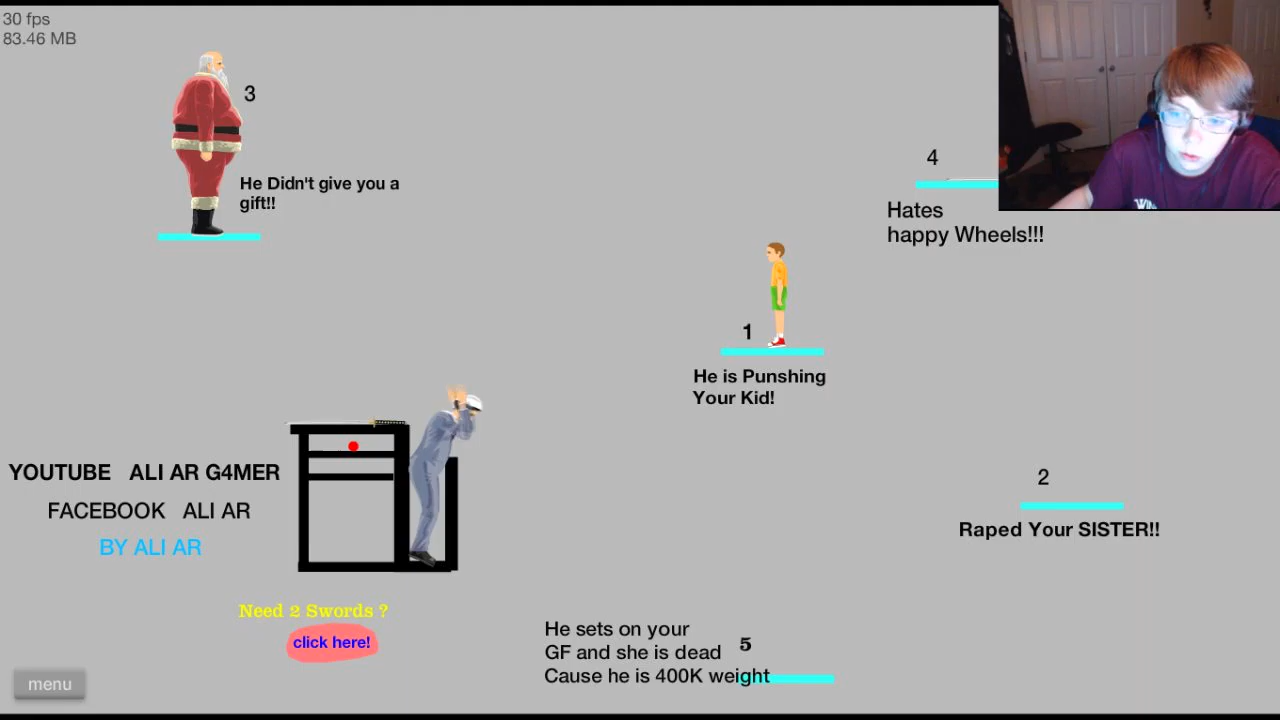 30 fps
83.46 MB
3
He Didn't give you a
gift!!
4
Hates
happy Wheels!!!
1
He is Punshing
Your Kid!
YOUTUBE ALI AR G4MER
FACEBOOK ALI AR
BY ALI AR
2
Raped Your SISTER!!
Need 2 Swords ?
click here!
He sets on your
GF and she is dead
Cause he is 400K weight
5
menu